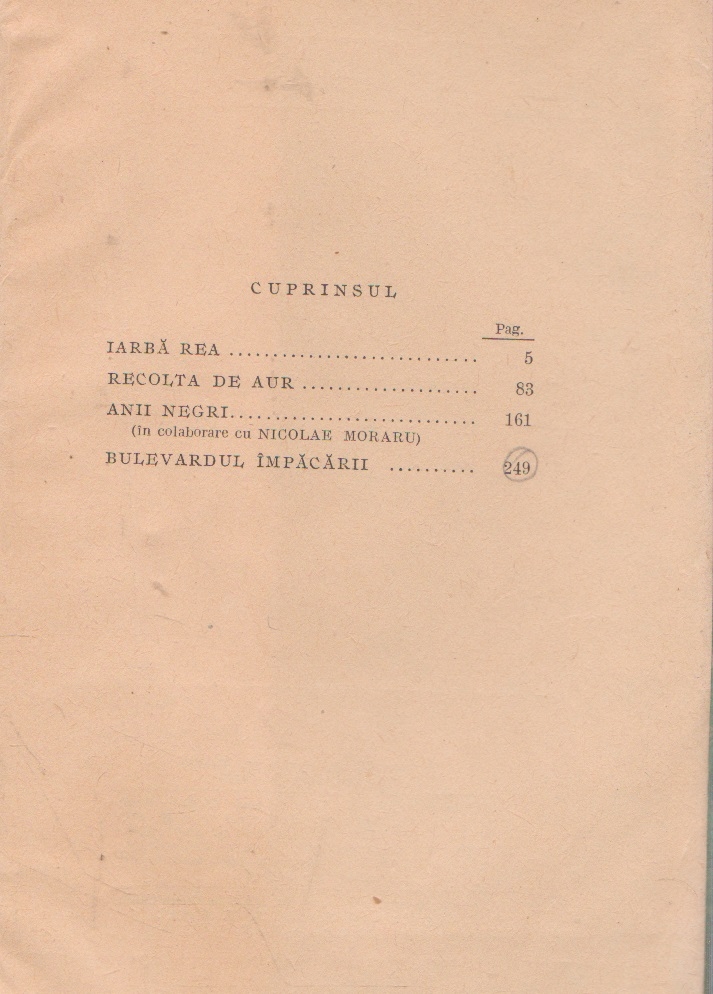 CUPRINSUL
Pag.
IARBĂ REA ........................... 5
RECOLTA DE AUR ................... 83
ANII NEGRI........................... 161
(în colaborare cu NICOLAE MORARU)
BULEVARDUL ÎMPĂCĂRII .......... 249